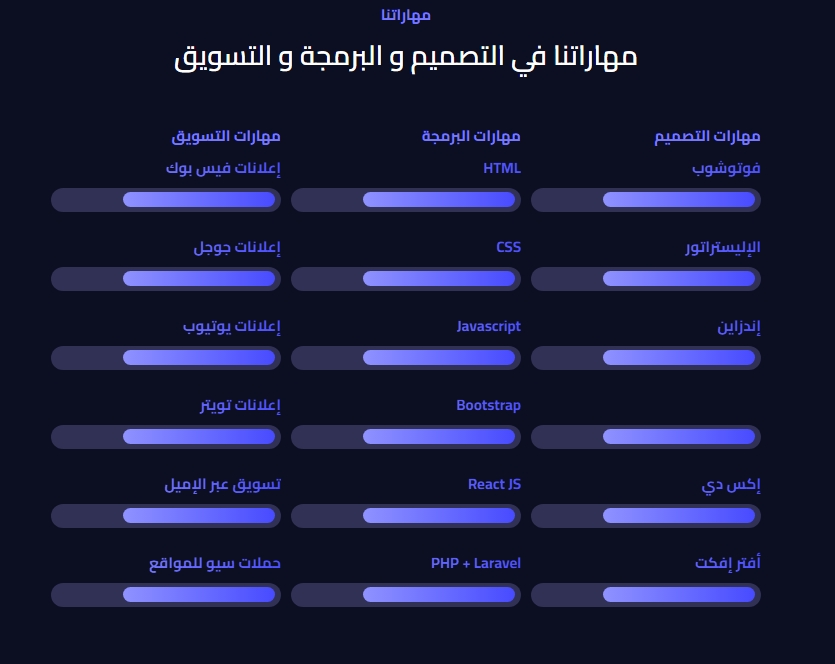 مهاراتنا
مهاراتنا في التصميم و البرمجة و التسويق
مهارات التصميم
فوتوشوب
الإليستراتور
إندزاين
إكس دي
أفتر إفكت
مهارات البرمجة
HTML
CSS
Javascript
Bootstrap
React JS
PHP + Laravel
مهارات التسويق
إعلانات فيس بوك
إعلانات جوجل
إعلانات يوتيوب
إعلانات تويتر
تسويق عبر الإميل
حملات سيو للمواقع